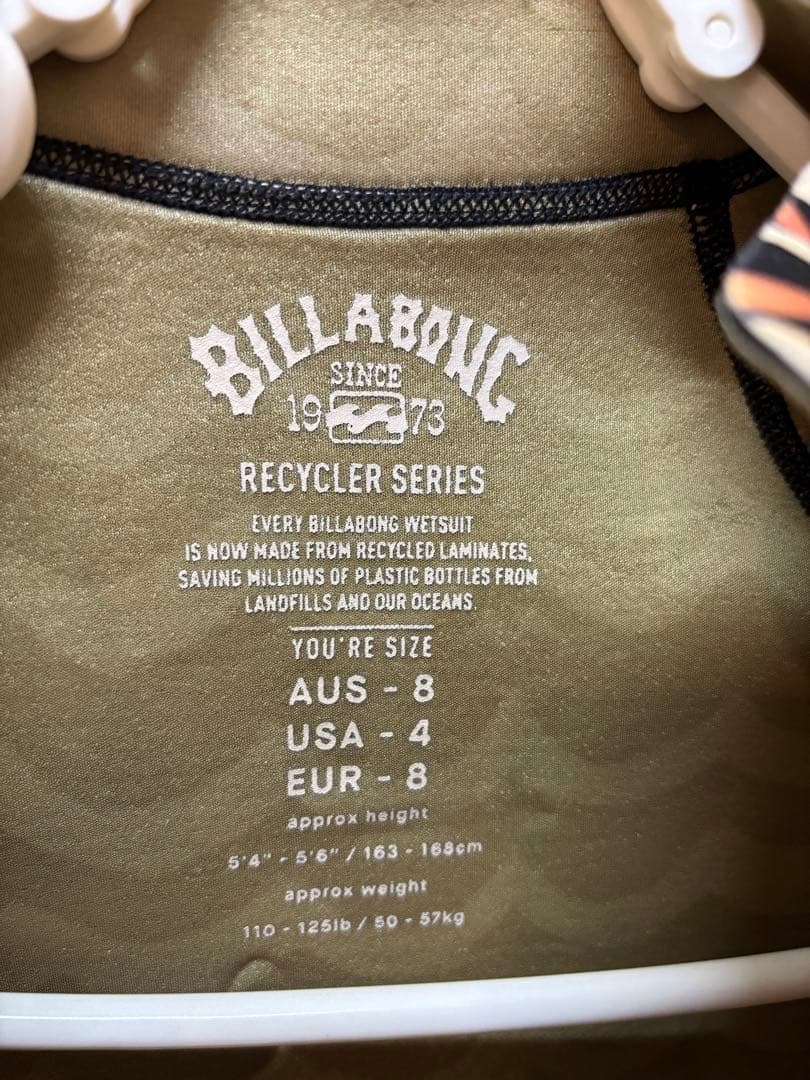 BILLABONG
SINCE
19 73
RECYCLER SERIES
EVERY BILLABONG WETSUIT
IS NOW MADE FROM RECYCLED LAMINATES,
SAVING MILLIONS OF PLASTIC BOTTLES FROM
LANDFILLS AND OUR OCEANS.
YOU'RE SIZE
AUS - 8
USA - 4
EUR - 8
approx height
5'4" - 5'6" / 163 - 168cm
approx weight
110 - 125lb / 50 - 57kg